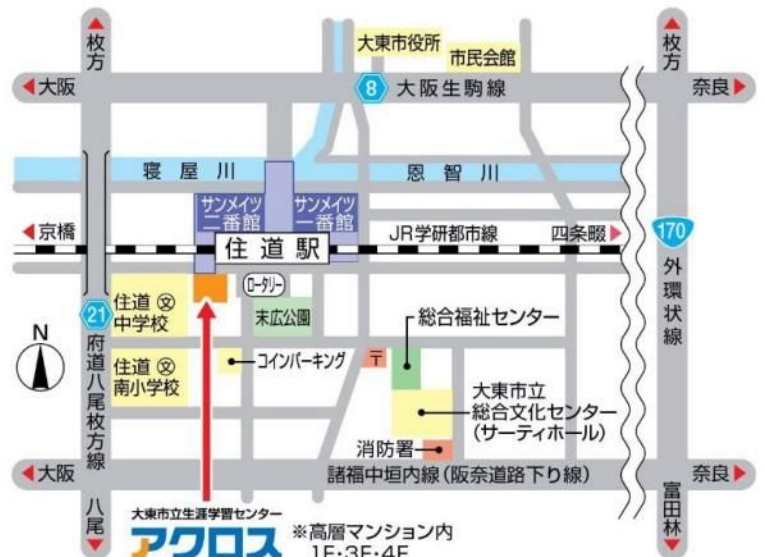 枚方
大東市役所
市民会館
枚方
大阪
8
大阪生駒線
奈良
寝屋川
恩智川
サンメイツ
二番館
サンメイツ
一番館
京橋
住道駅
JR学研都市線
四条畷
170
外環状線
ロータリー
住道 文
中学校
末広公園
21
府道八尾枚方線
総合福祉センター
N
コインパーキング
〒
住道 文
南小学校
大東市立
総合文化センター
(サーティホール)
消防署
大阪
諸福中垣内線(阪奈道路下り線)
奈良
八尾
富田林
大東市立生涯学習センター
アクロス
※高層マンション内
1F・3F・4F